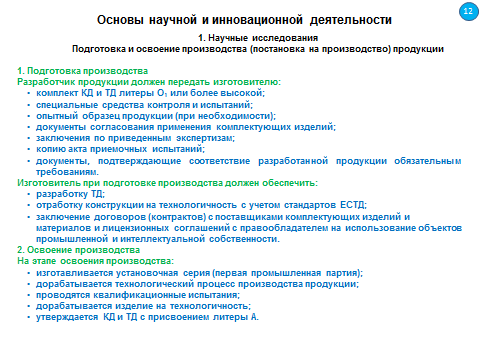 12
Основы научной и инновационной деятельности
1. Научные исследования
Подготовка и освоение производства (постановка на производство) продукции
1. Подготовка производства
Разработчик продукции должен передать изготовителю:
• комплект КД и ТД литеры О₁ или более высокой;
• специальные средства контроля и испытаний;
• опытный образец продукции (при необходимости);
• документы согласования применения комплектующих изделий;
• заключения по приведенным экспертизам;
• копию акта приемочных испытаний;
• документы, подтверждающие соответствие разработанной продукции обязательным
требованиям.
Изготовитель при подготовке производства должен обеспечить:
• разработку ТД;
• отработку конструкции на технологичность с учетом стандартов ЕСТД;
• заключение договоров (контрактов) с поставщиками комплектующих изделий и
материалов и лицензионных соглашений с правообладателем на использование объектов
промышленной и интеллектуальной собственности.
2. Освоение производства
На этапе освоения производства:
• изготавливается установочная серия (первая промышленная партия);
• дорабатывается технологический процесс производства продукции;
• проводятся квалификационные испытания;
• дорабатывается изделие на технологичность;
• утверждается КД и ТД с присвоением литеры А.